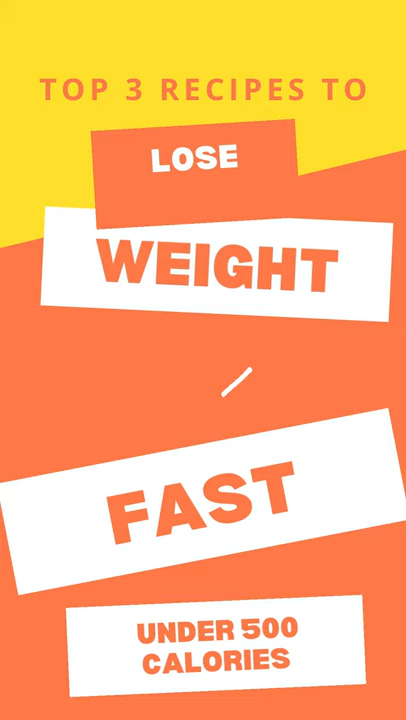 TOP 3 RECIPES TO
LOSE
WEIGHT
FAST
UNDER 500
CALORIES